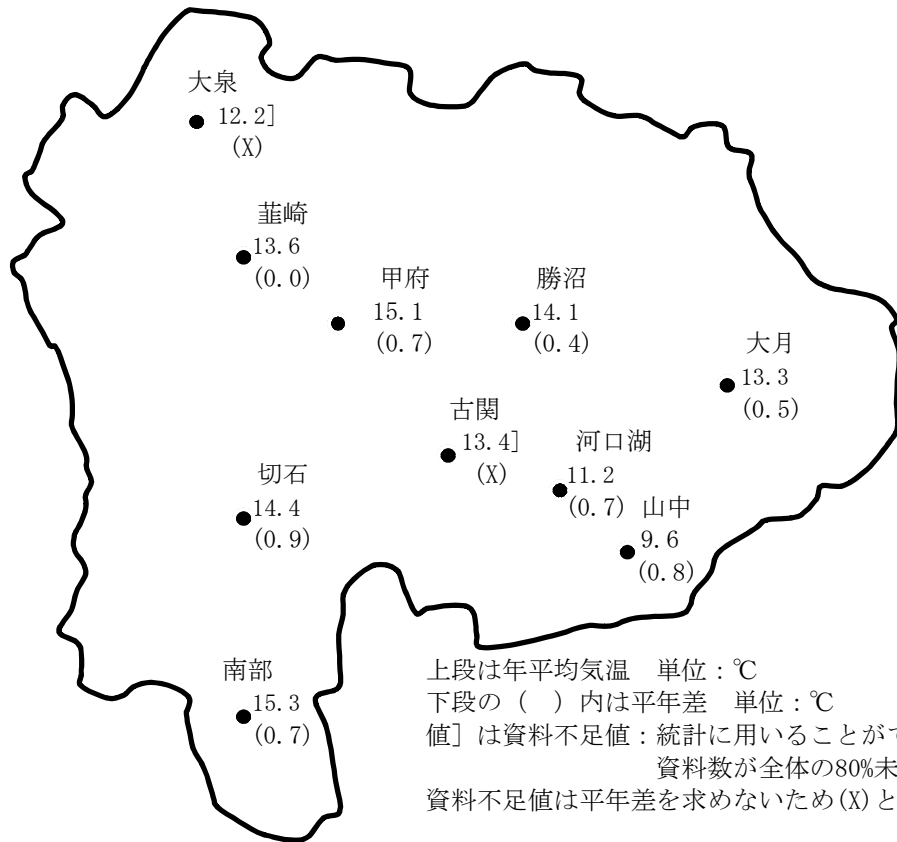 大泉
12.2]
(X)
韮崎
13.6
(0.0)
甲府
15.1
(0.7)
勝沼
14.1
(0.4)
大月
13.3
(0.5)
古関
13.4]
(X)
河口湖
11.2
(0.7)
山中
9.6
(0.8)
切石
14.4
(0.9)
南部
15.3
(0.7)
上段は年平均気温　単位：℃
下段の（　）内は平年差　単位：℃
値］は資料不足値：統計に用いることがで
資料数が全体の80%未
資料不足値は平年差を求めないため(X)と